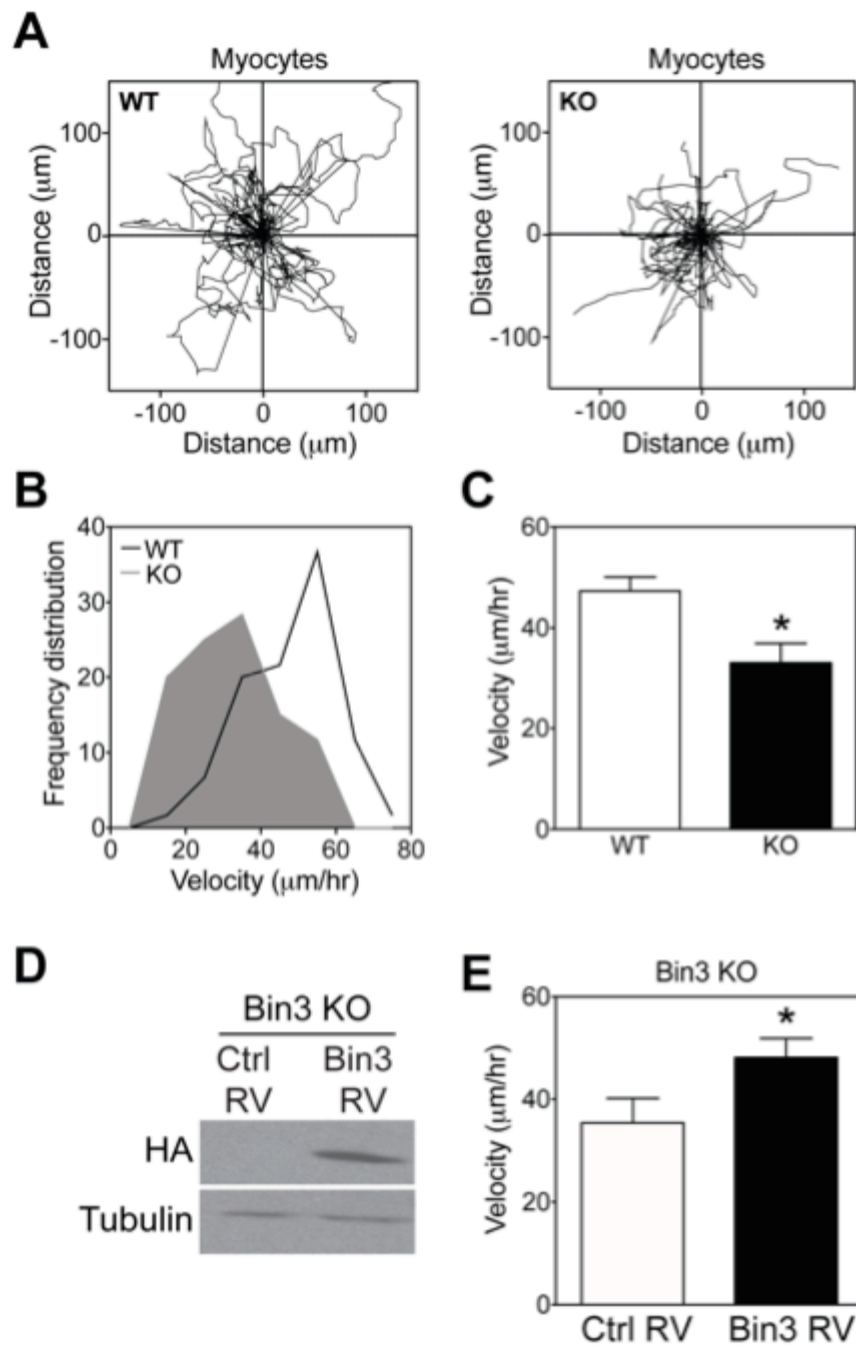 A
Myocytes
WT
Distance (μm)
100
0
-100
-100 0 100
Distance (μm)
Myocytes
KO
Distance (μm)
100
0
-100
-100 0 100
Distance (μm)
B
Frequency distribution
40
30
20
10
0
WT
KO
0 20 40 60 80
Velocity (μm/hr)
C
Velocity (μm/hr)
60
40
20
0
*
WT KO
D
Bin3 KO
Ctrl Bin3
RV RV
HA
Tubulin
E
Bin3 KO
Velocity (μm/hr)
60
40
20
0
*
Ctrl RV Bin3 RV